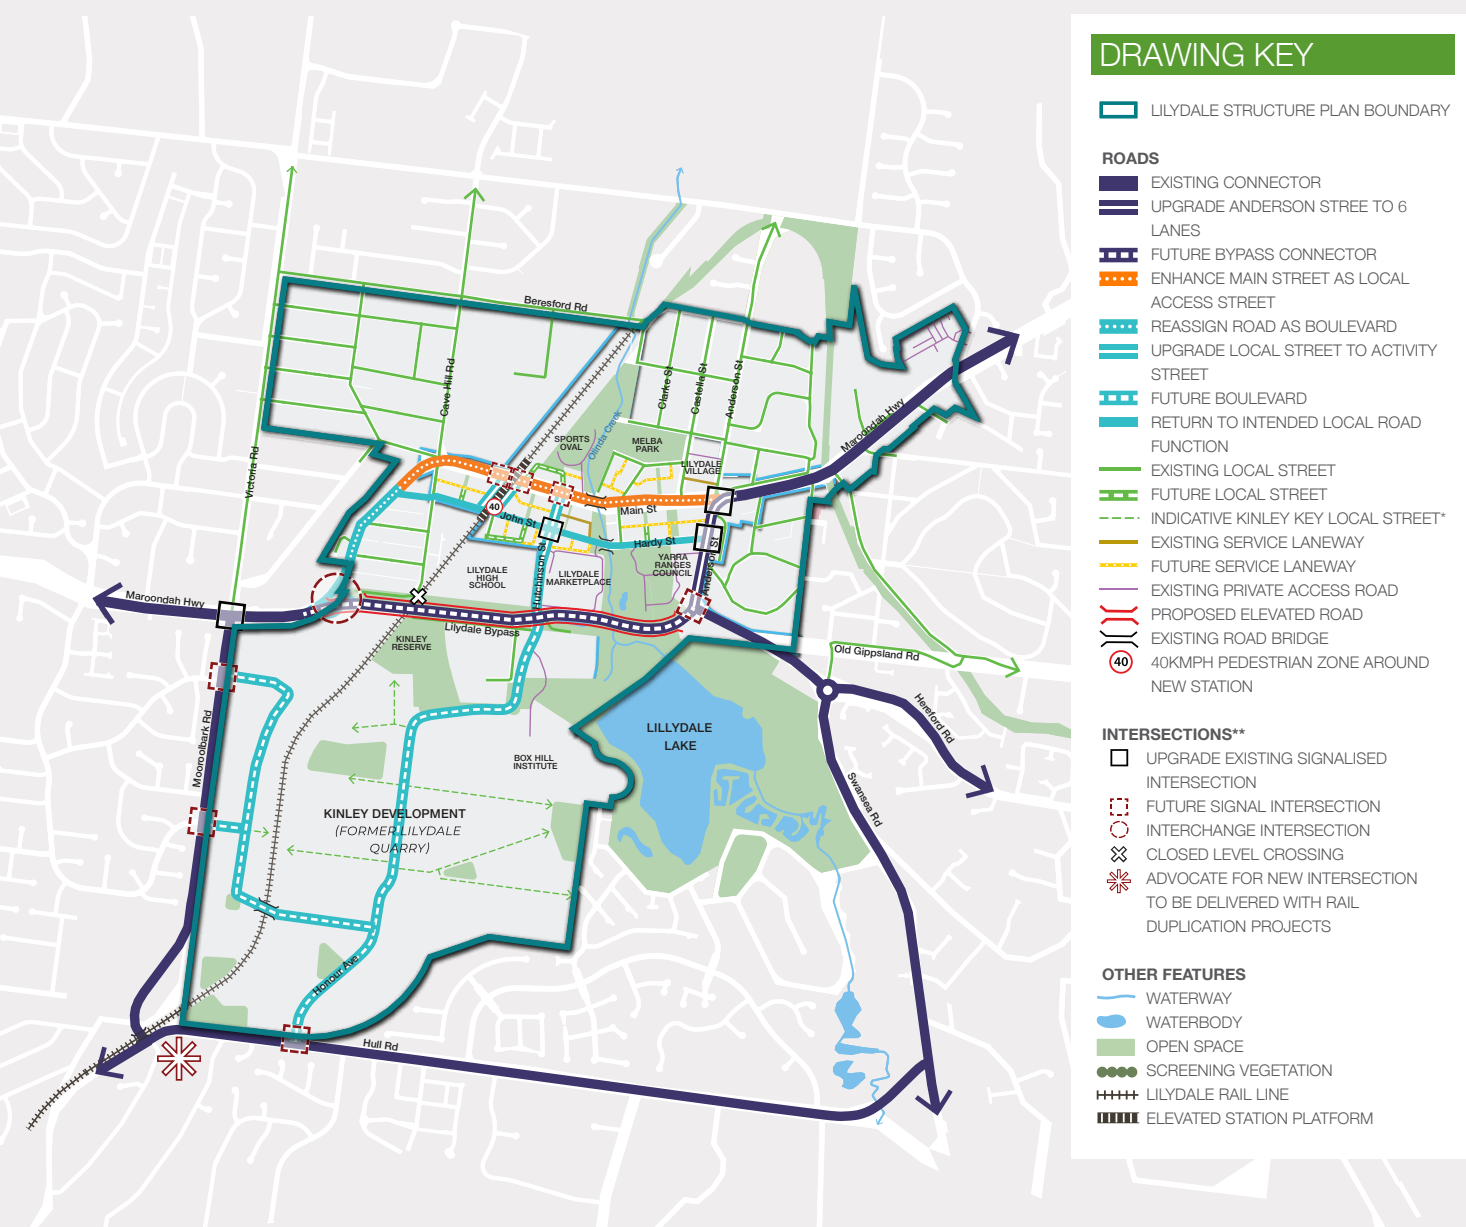 DRAWING KEY
LILYDALE STRUCTURE PLAN BOUNDARY
ROADS
EXISTING CONNECTOR
UPGRADE ANDERSON STREE TO 6
LANES
FUTURE BYPASS CONNECTOR
ENHANCE MAIN STREET AS LOCAL
ACCESS STREET
REASSIGN ROAD AS BOULEVARD
UPGRADE LOCAL STREET TO ACTIVITY
STREET
FUTURE BOULEVARD
RETURN TO INTENDED LOCAL ROAD
FUNCTION
EXISTING LOCAL STREET
FUTURE LOCAL STREET
INDICATIVE KINLEY KEY LOCAL STREET*
EXISTING SERVICE LANEWAY
FUTURE SERVICE LANEWAY
EXISTING PRIVATE ACCESS ROAD
PROPOSED ELEVATED ROAD
EXISTING ROAD BRIDGE
40
40KMPH PEDESTRIAN ZONE AROUND
NEW STATION
INTERSECTIONS**
UPGRADE EXISTING SIGNALISED
INTERSECTION
FUTURE SIGNAL INTERSECTION
INTERCHANGE INTERSECTION
CLOSED LEVEL CROSSING
ADVOCATE FOR NEW INTERSECTION
TO BE DELIVERED WITH RAIL
DUPLICATION PROJECTS
OTHER FEATURES
WATERWAY
WATERBODY
OPEN SPACE
SCREENING VEGETATION
LILYDALE RAIL LINE
ELEVATED STATION PLATFORM
Beresford Rd
Cave Hill Rd
Clarke St
Castella St
Anderson St
Maroondah Hwy
Victoria Rd
SPORTS
OVAL
Olinda Creek
MELBA
PARK
LILYDALE
VILLAGE
40
John St
Main St
Hardy St
Hutchinson St
LILYDALE
HIGH
SCHOOL
LILYDALE
MARKETPLACE
YARRA
RANGES
COUNCIL
Anderson St
Maroondah Hwy
Lilydale Bypass
KINLEY
RESERVE
Old Gippsland Rd
Hereford Rd
Mooroolbark Rd
LILLYDALE
LAKE
BOX HILL
INSTITUTE
Swansea Rd
KINLEY DEVELOPMENT
(FORMER LILYDALE
QUARRY)
Honour Ave
Hull Rd